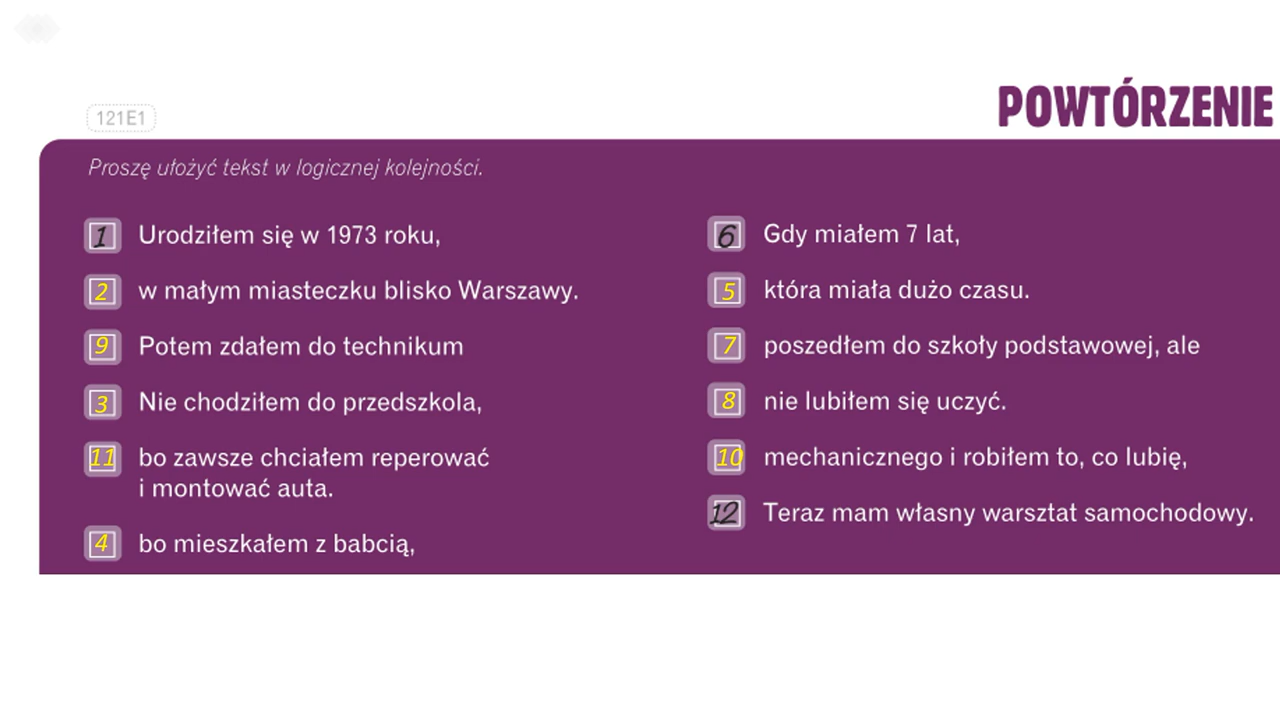 POWTÓRZENIE
121E1
Proszę ułożyć tekst w logicznej kolejności.
1 Urodziłem się w 1973 roku,
2 w małym miasteczku blisko Warszawy.
9 Potem zdałem do technikum
3 Nie chodziłem do przedszkola,
11 bo zawsze chciałem reperować
i montować auta.
4 bo mieszkałem z babcią,
6 Gdy miałem 7 lat,
5 która miała dużo czasu.
7 poszedłem do szkoły podstawowej, ale
8 nie lubiłem się uczyć.
10 mechanicznego i robiłem to, co lubię,
12 Teraz mam własny warsztat samochodowy.